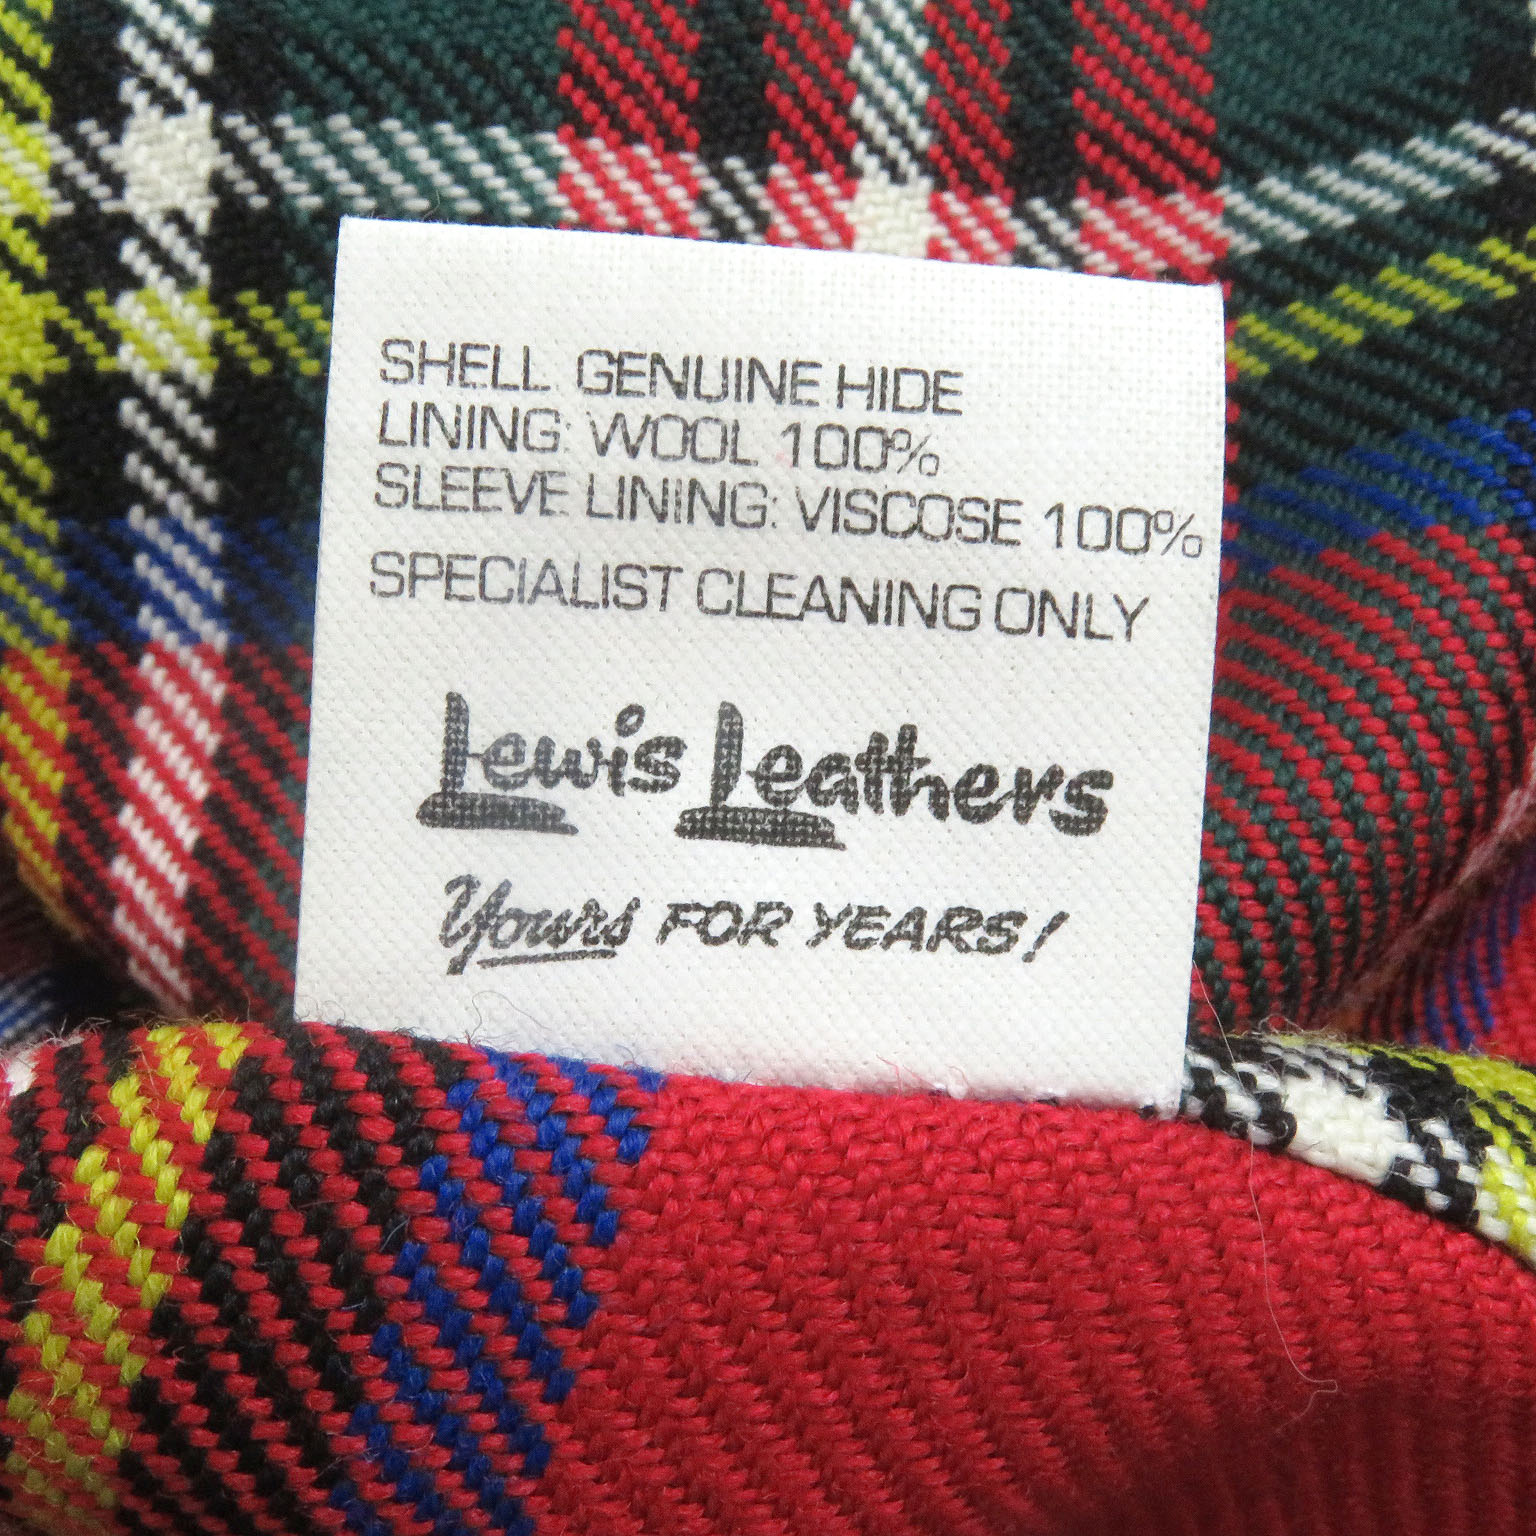 SHELL: GENUINE HIDE
LINING: WOOL 100%
SLEEVE LINING: VISCOSE 100%
SPECIALIST CLEANING ONLY
Lewis Leathers
Yours FOR YEARS!